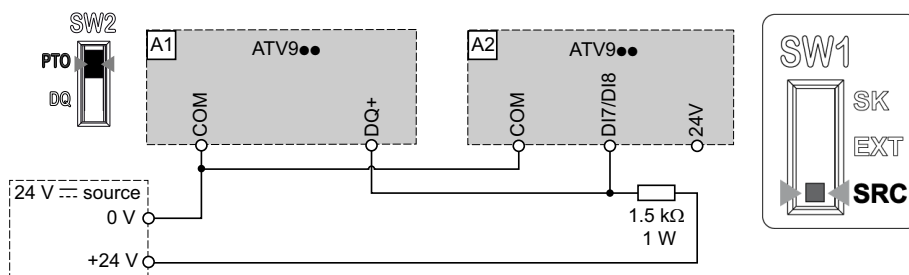 SW2
PTO
DQ
A1
ATV9●●
COM
DQ+
A2
ATV9●●
COM
DI7/DI8
24V
24 V ⎓ source
0 V
+24 V
1.5 kΩ
1 W
SW1
SK
EXT
SRC